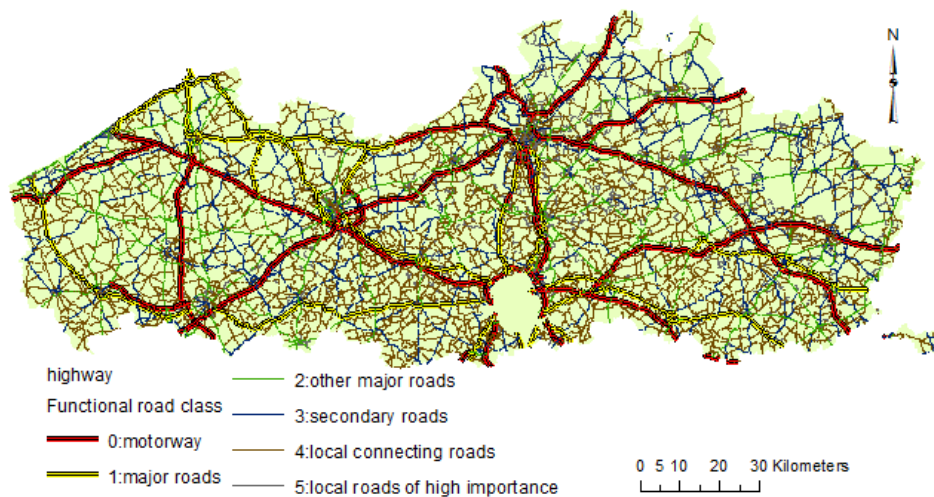 N
highway
Functional road class
0:motorway
1:major roads
2:other major roads
3:secondary roads
4:local connecting roads
5:local roads of high importance
0 5 10 20 30 Kilometers